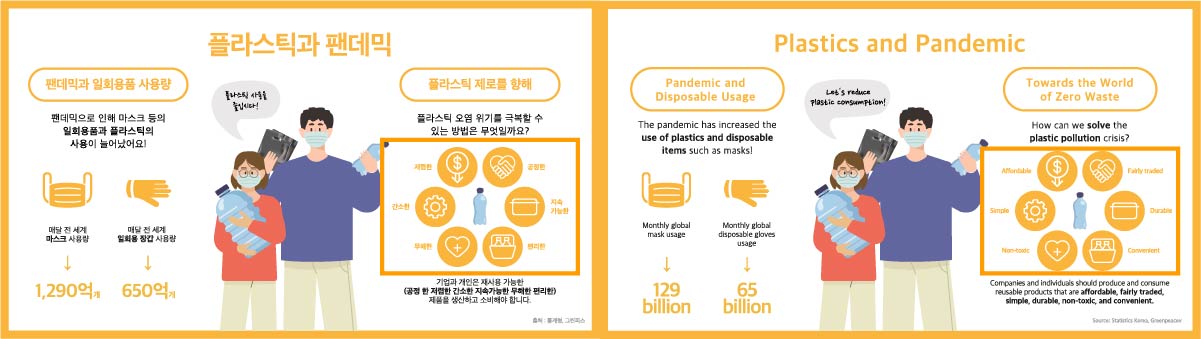 플라스틱과 팬데믹
팬데믹과 일회용품 사용량
팬데믹으로 인해 마스크 등의
일회용품과 플라스틱의
사용이 늘어났어요!
매달 전 세계
마스크 사용량
1,290억개
매달 전 세계
일회용 장갑 사용량
650억개
플라스틱 사용을
줄입시다!
플라스틱 제로를 향해
플라스틱 오염 위기를 극복할 수
있는 방법은 무엇일까요?
저렴한
공정한
간소한
지속
가능한
무해한
편리한
기업과 개인은 재사용 가능한
(공정 한 저렴한 간소한 지속가능한 무해한 편리한)
제품을 생산하고 소비해야 합니다.
출처 : 통계청, 그린피스
Plastics and Pandemic
Pandemic and
Disposable Usage
The pandemic has increased the
use of plastics and disposable
items such as masks!
Monthly global
mask usage
129
billion
Monthly global
disposable gloves
usage
65
billion
Let's reduce
plastic consumption!
Towards the World
of Zero Waste
How can we solve the
plastic pollution crisis?
Affordable
Fairly traded
Simple
Durable
Non-toxic
Convenient
Companies and individuals should produce and consume
reusable products that are affordable, fairly traded,
simple, durable, non-toxic, and convenient.
Source: Statistics Korea, Greenpeacev